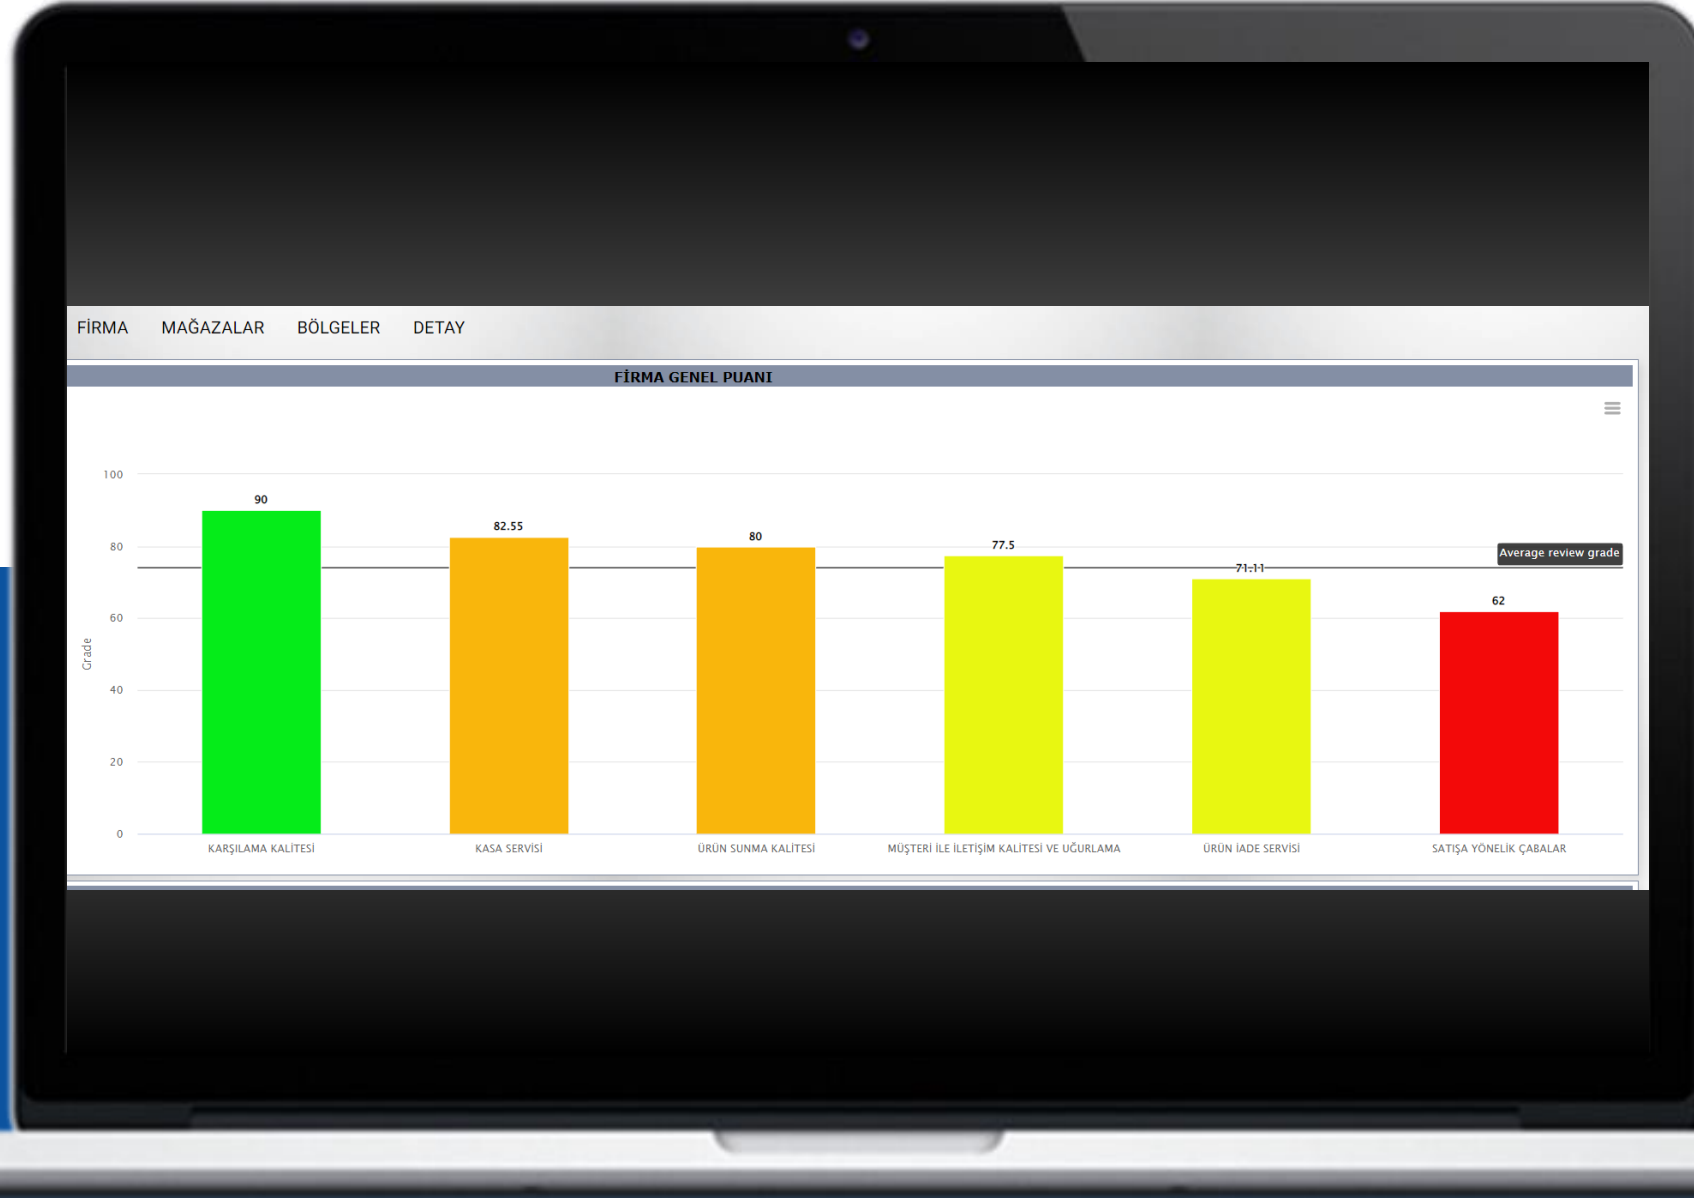 FİRMA MAĞAZALAR BÖLGELER DETAY
FİRMA GENEL PUANI
100
80
60
40
20
0
Grade
90
82.55
80
77.5
71.11
62
Average review grade
KARŞILAMA KALİTESİ
KASA SERVİSİ
ÜRÜN SUNMA KALİTESİ
MÜŞTERİ İLE İLETİŞİM KALİTESİ VE UĞURLAMA
ÜRÜN İADE SERVİSİ
SATIŞA YÖNELİK ÇABALAR